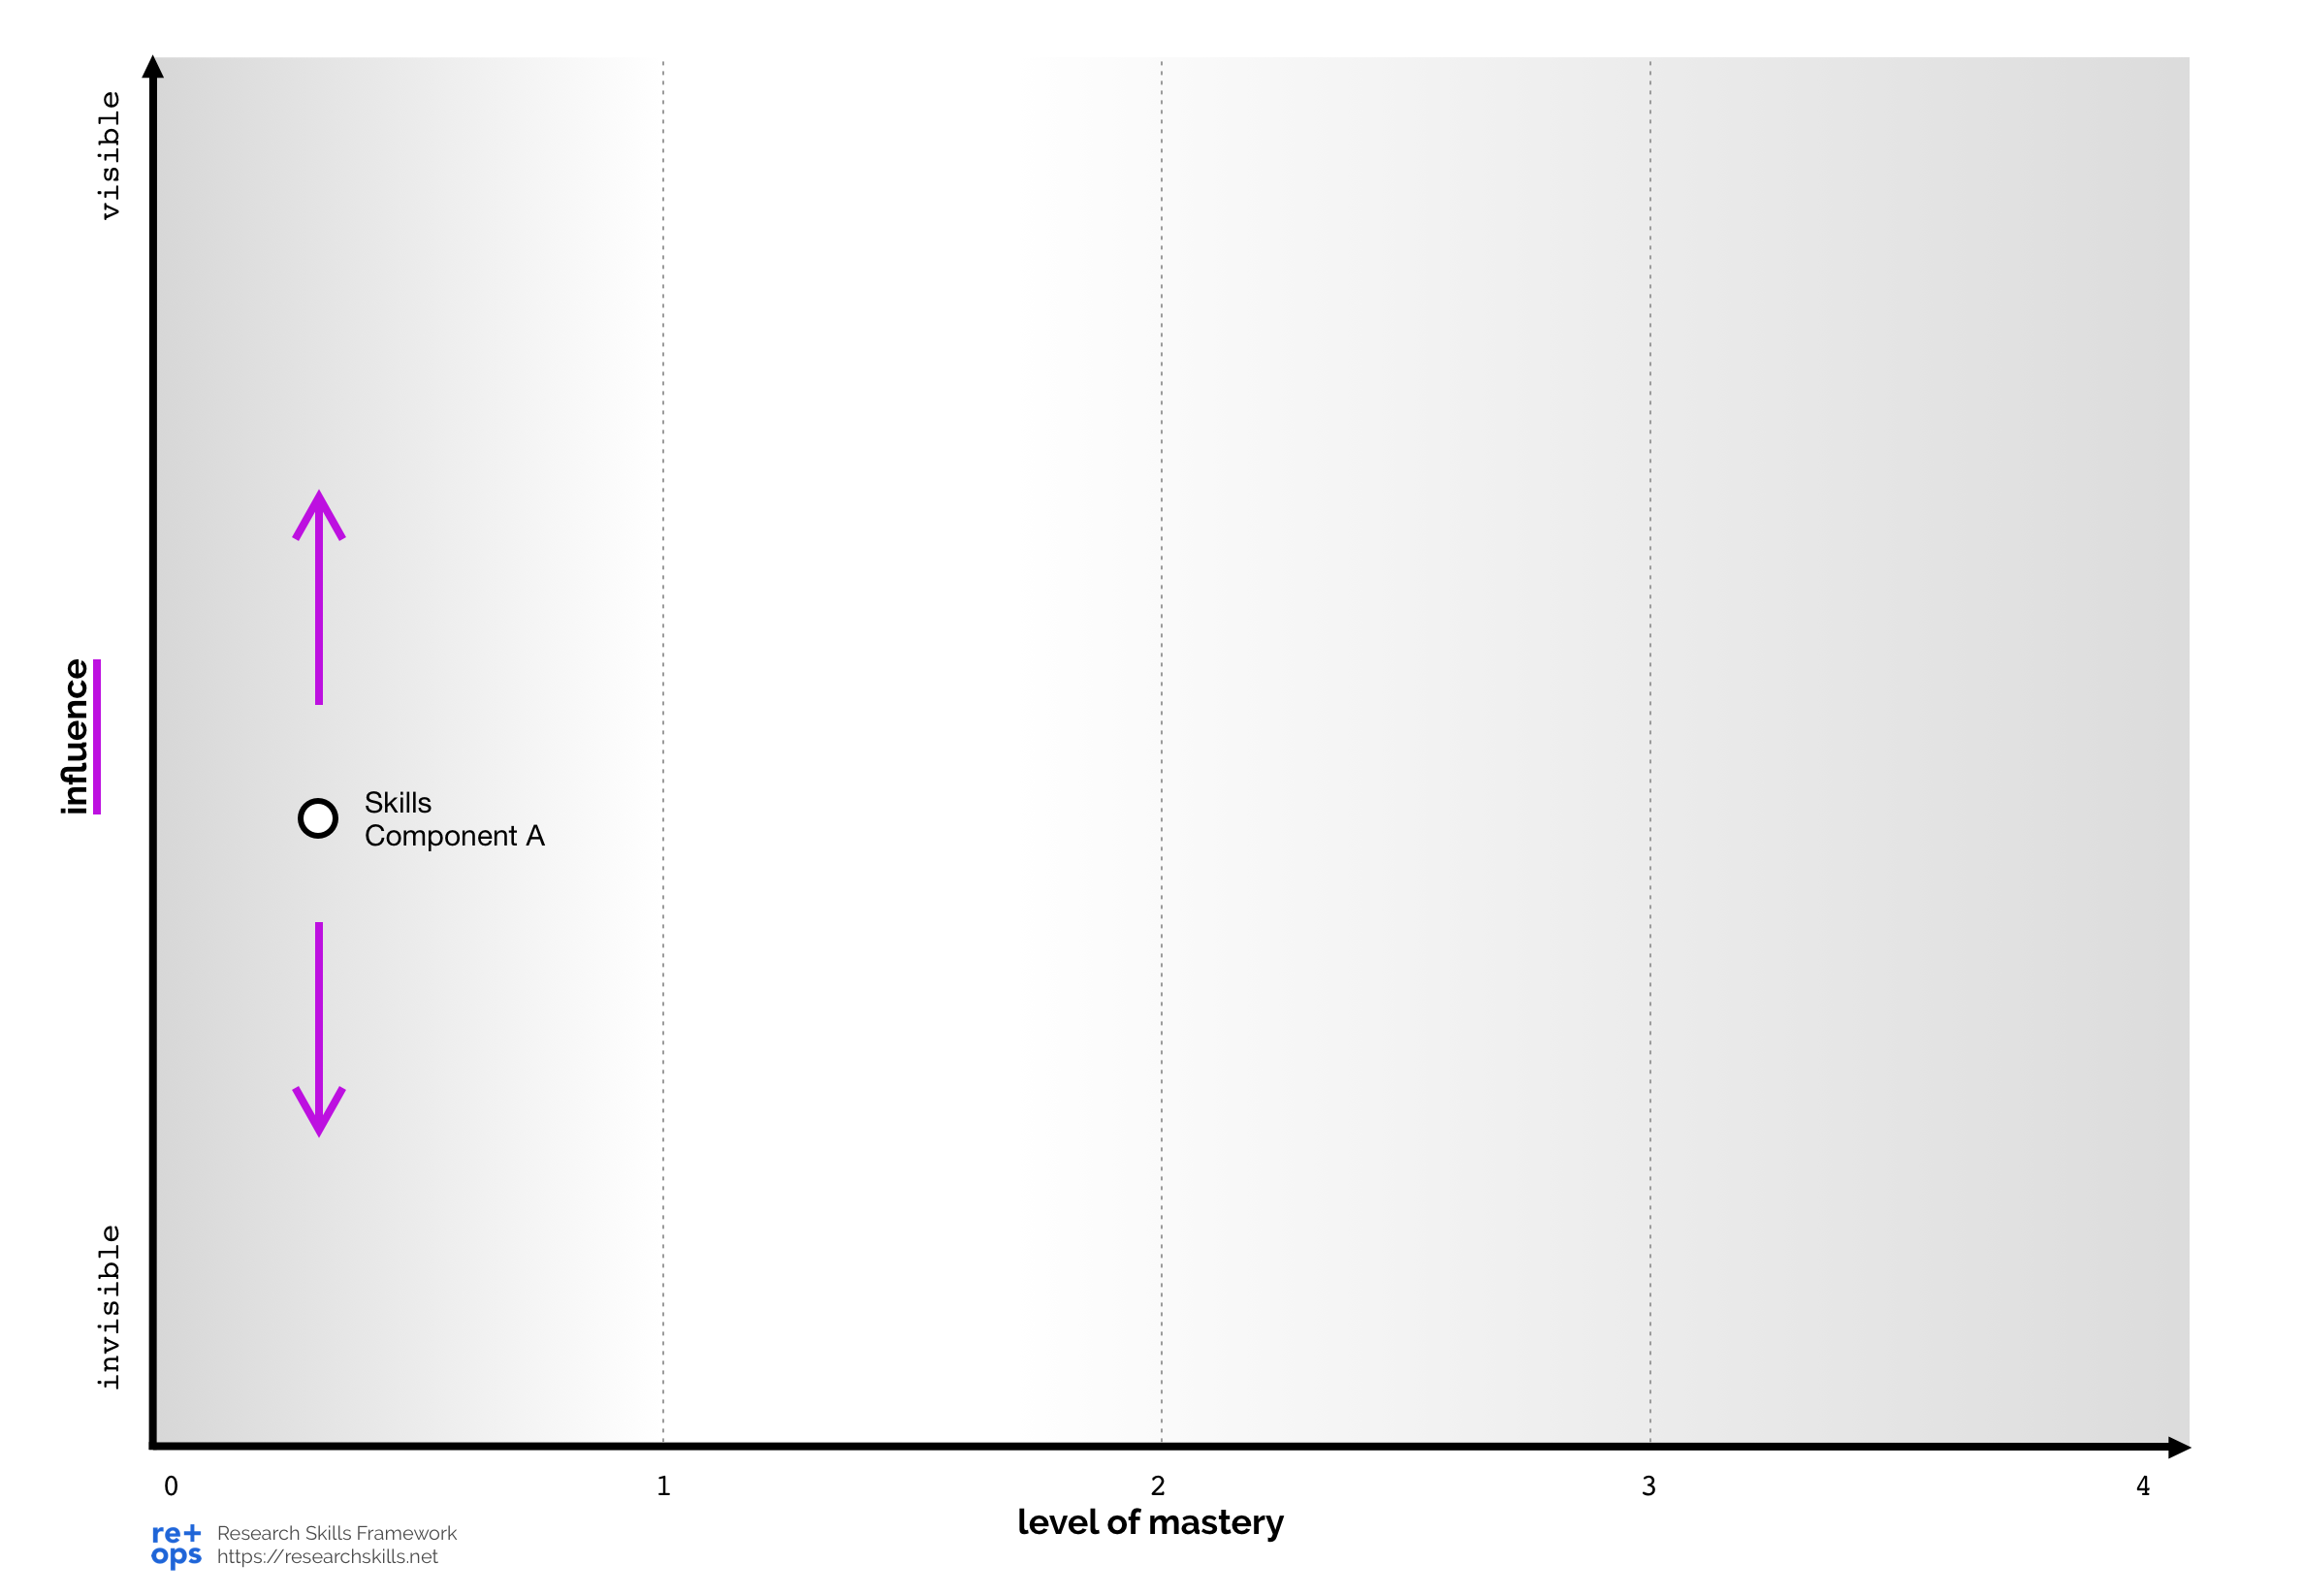 visible
influence
Skills
Component A
invisible
0 1 2 3 4
level of mastery
re+
ops
Research Skills Framework
https://researchskills.net